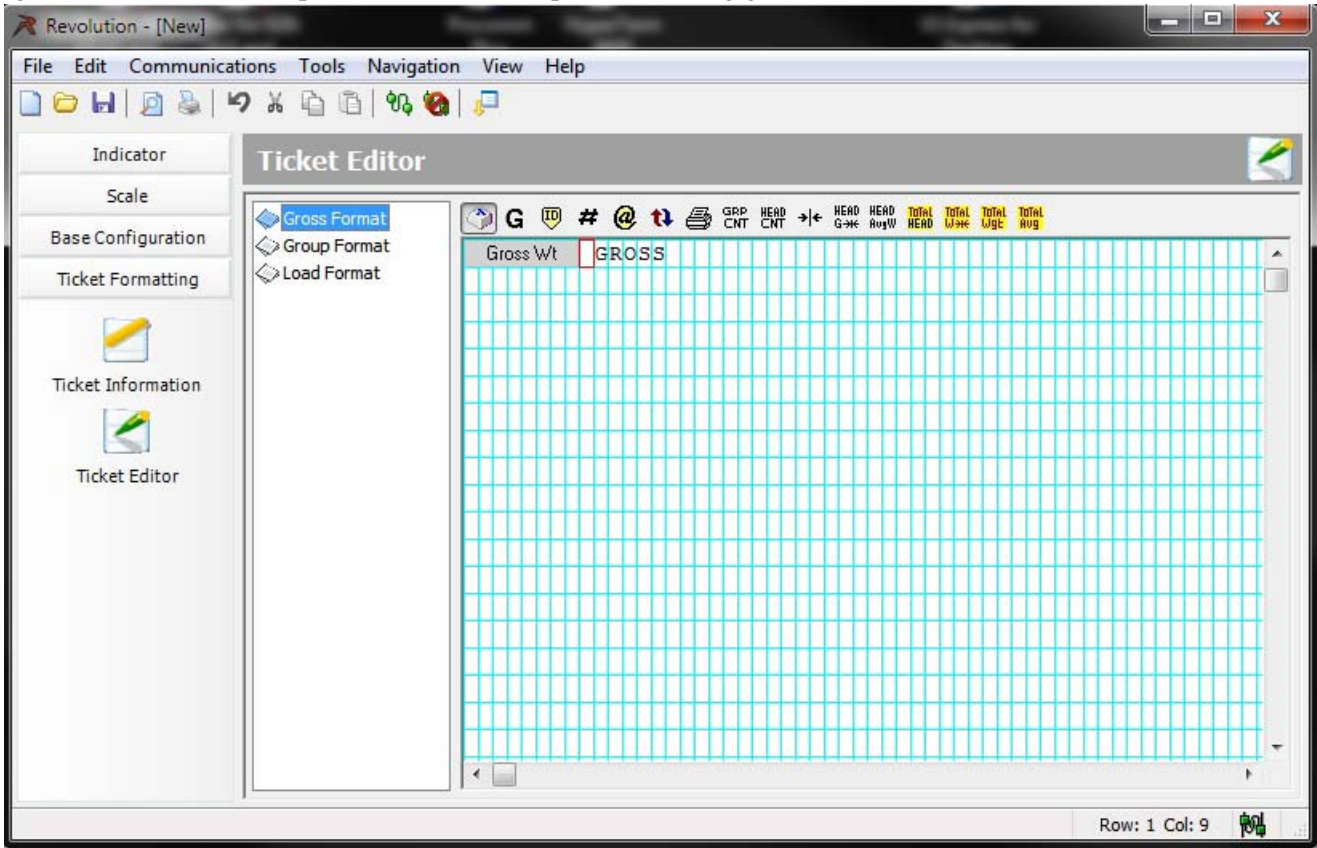 Revolution - [New]
File Edit Communications Tools Navigation View Help
Indicator
Scale
Base Configuration
Ticket Formatting
Ticket Information
Ticket Editor
Ticket Editor
Gross Format
Group Format
Load Format
G ID # @ GRP CNT HEAD CNT HEAD HEAD AvgW TOTAL HEAD TOTAL TOTAL Wgt TOTAL Avg
Gross Wt GROSS
Row: 1 Col: 9